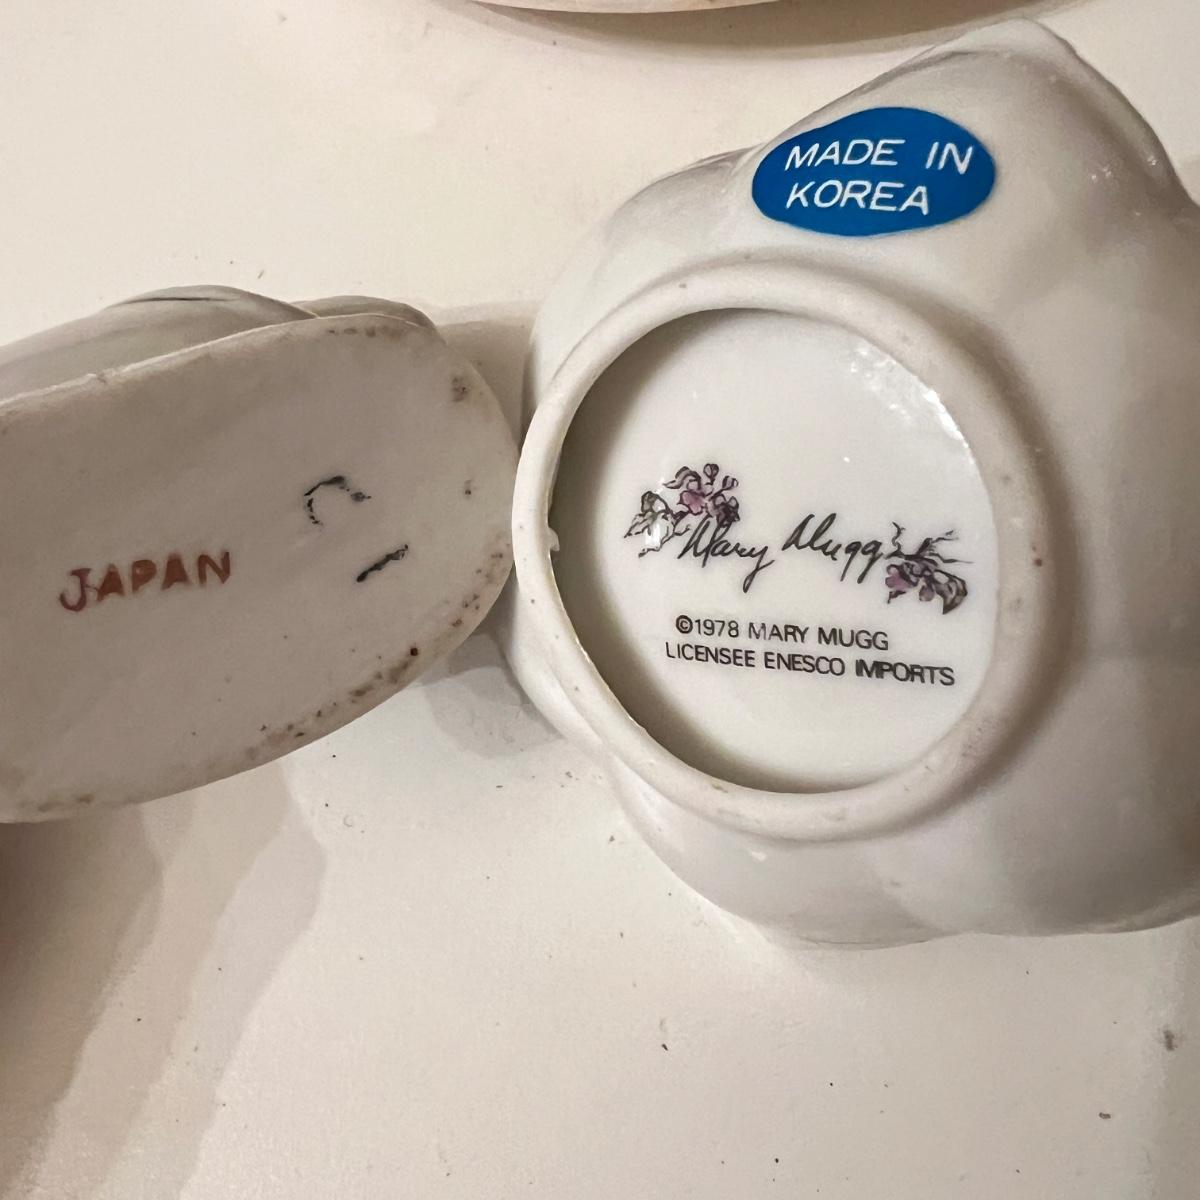 MADE IN
KOREA
JAPAN
Mary Mugg
©1978 MARY MUGG
LICENSEE ENESCO IMPORTS